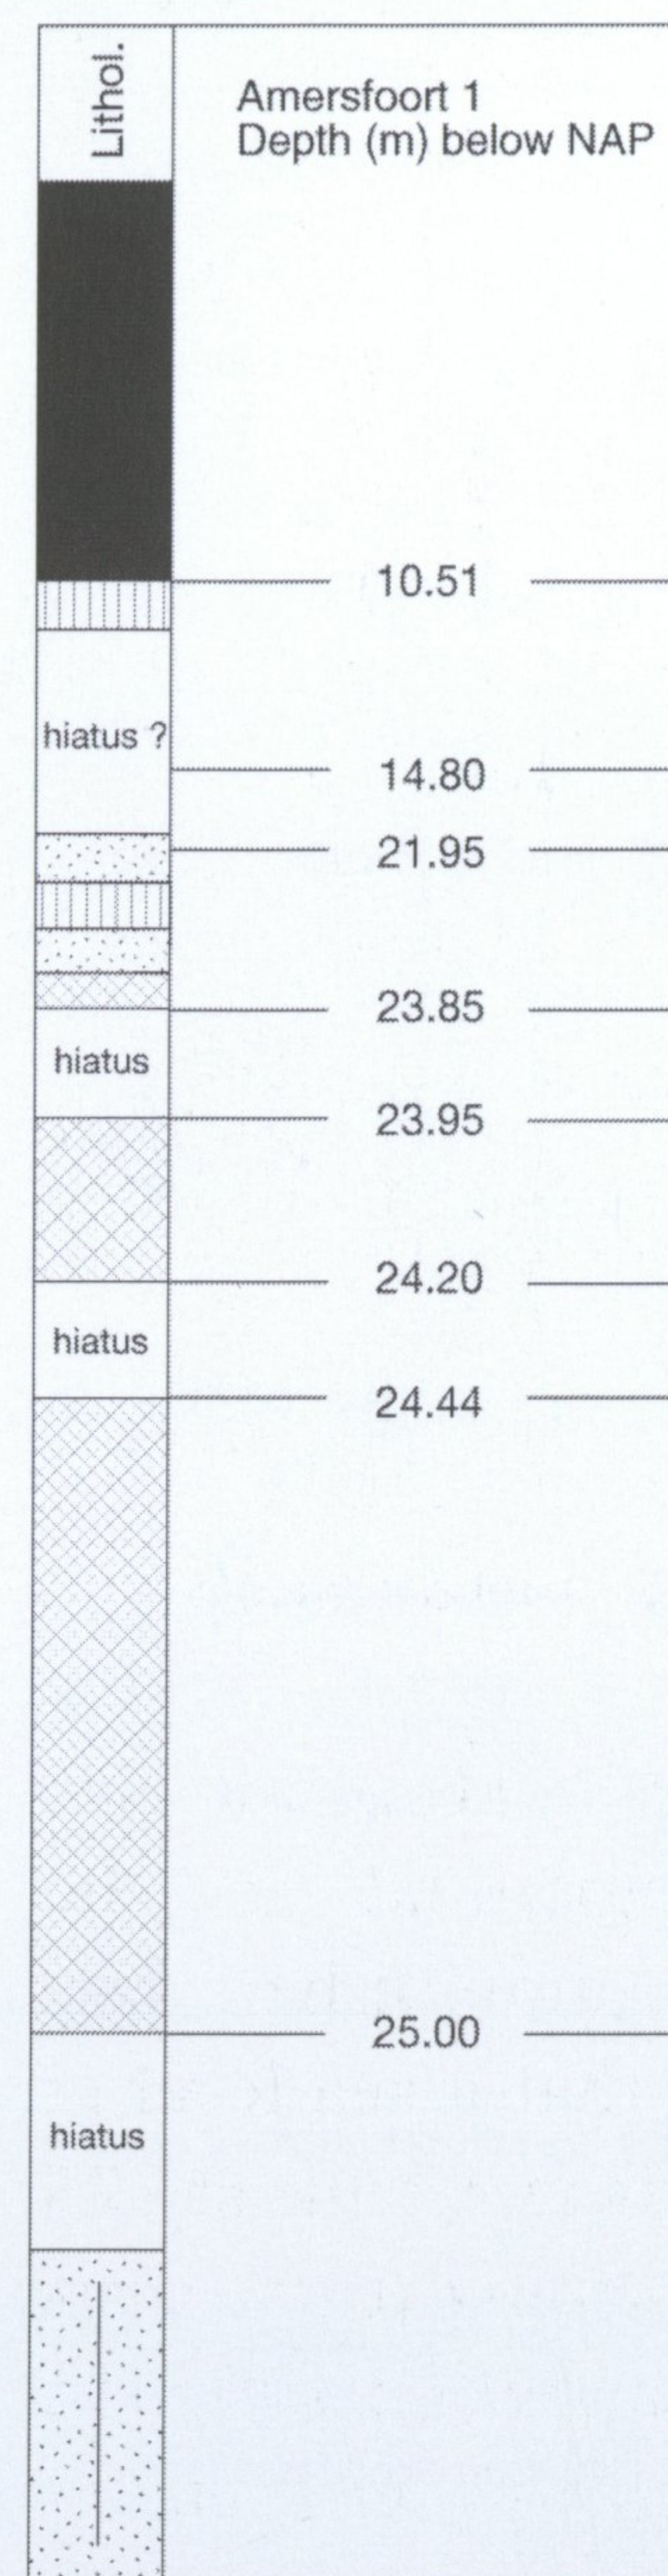 Lithol.
Amersfoort 1
Depth (m) below NAP
10.51
hiatus ?
14.80
21.95
23.85
hiatus
23.95
24.20
hiatus
24.44
25.00
hiatus